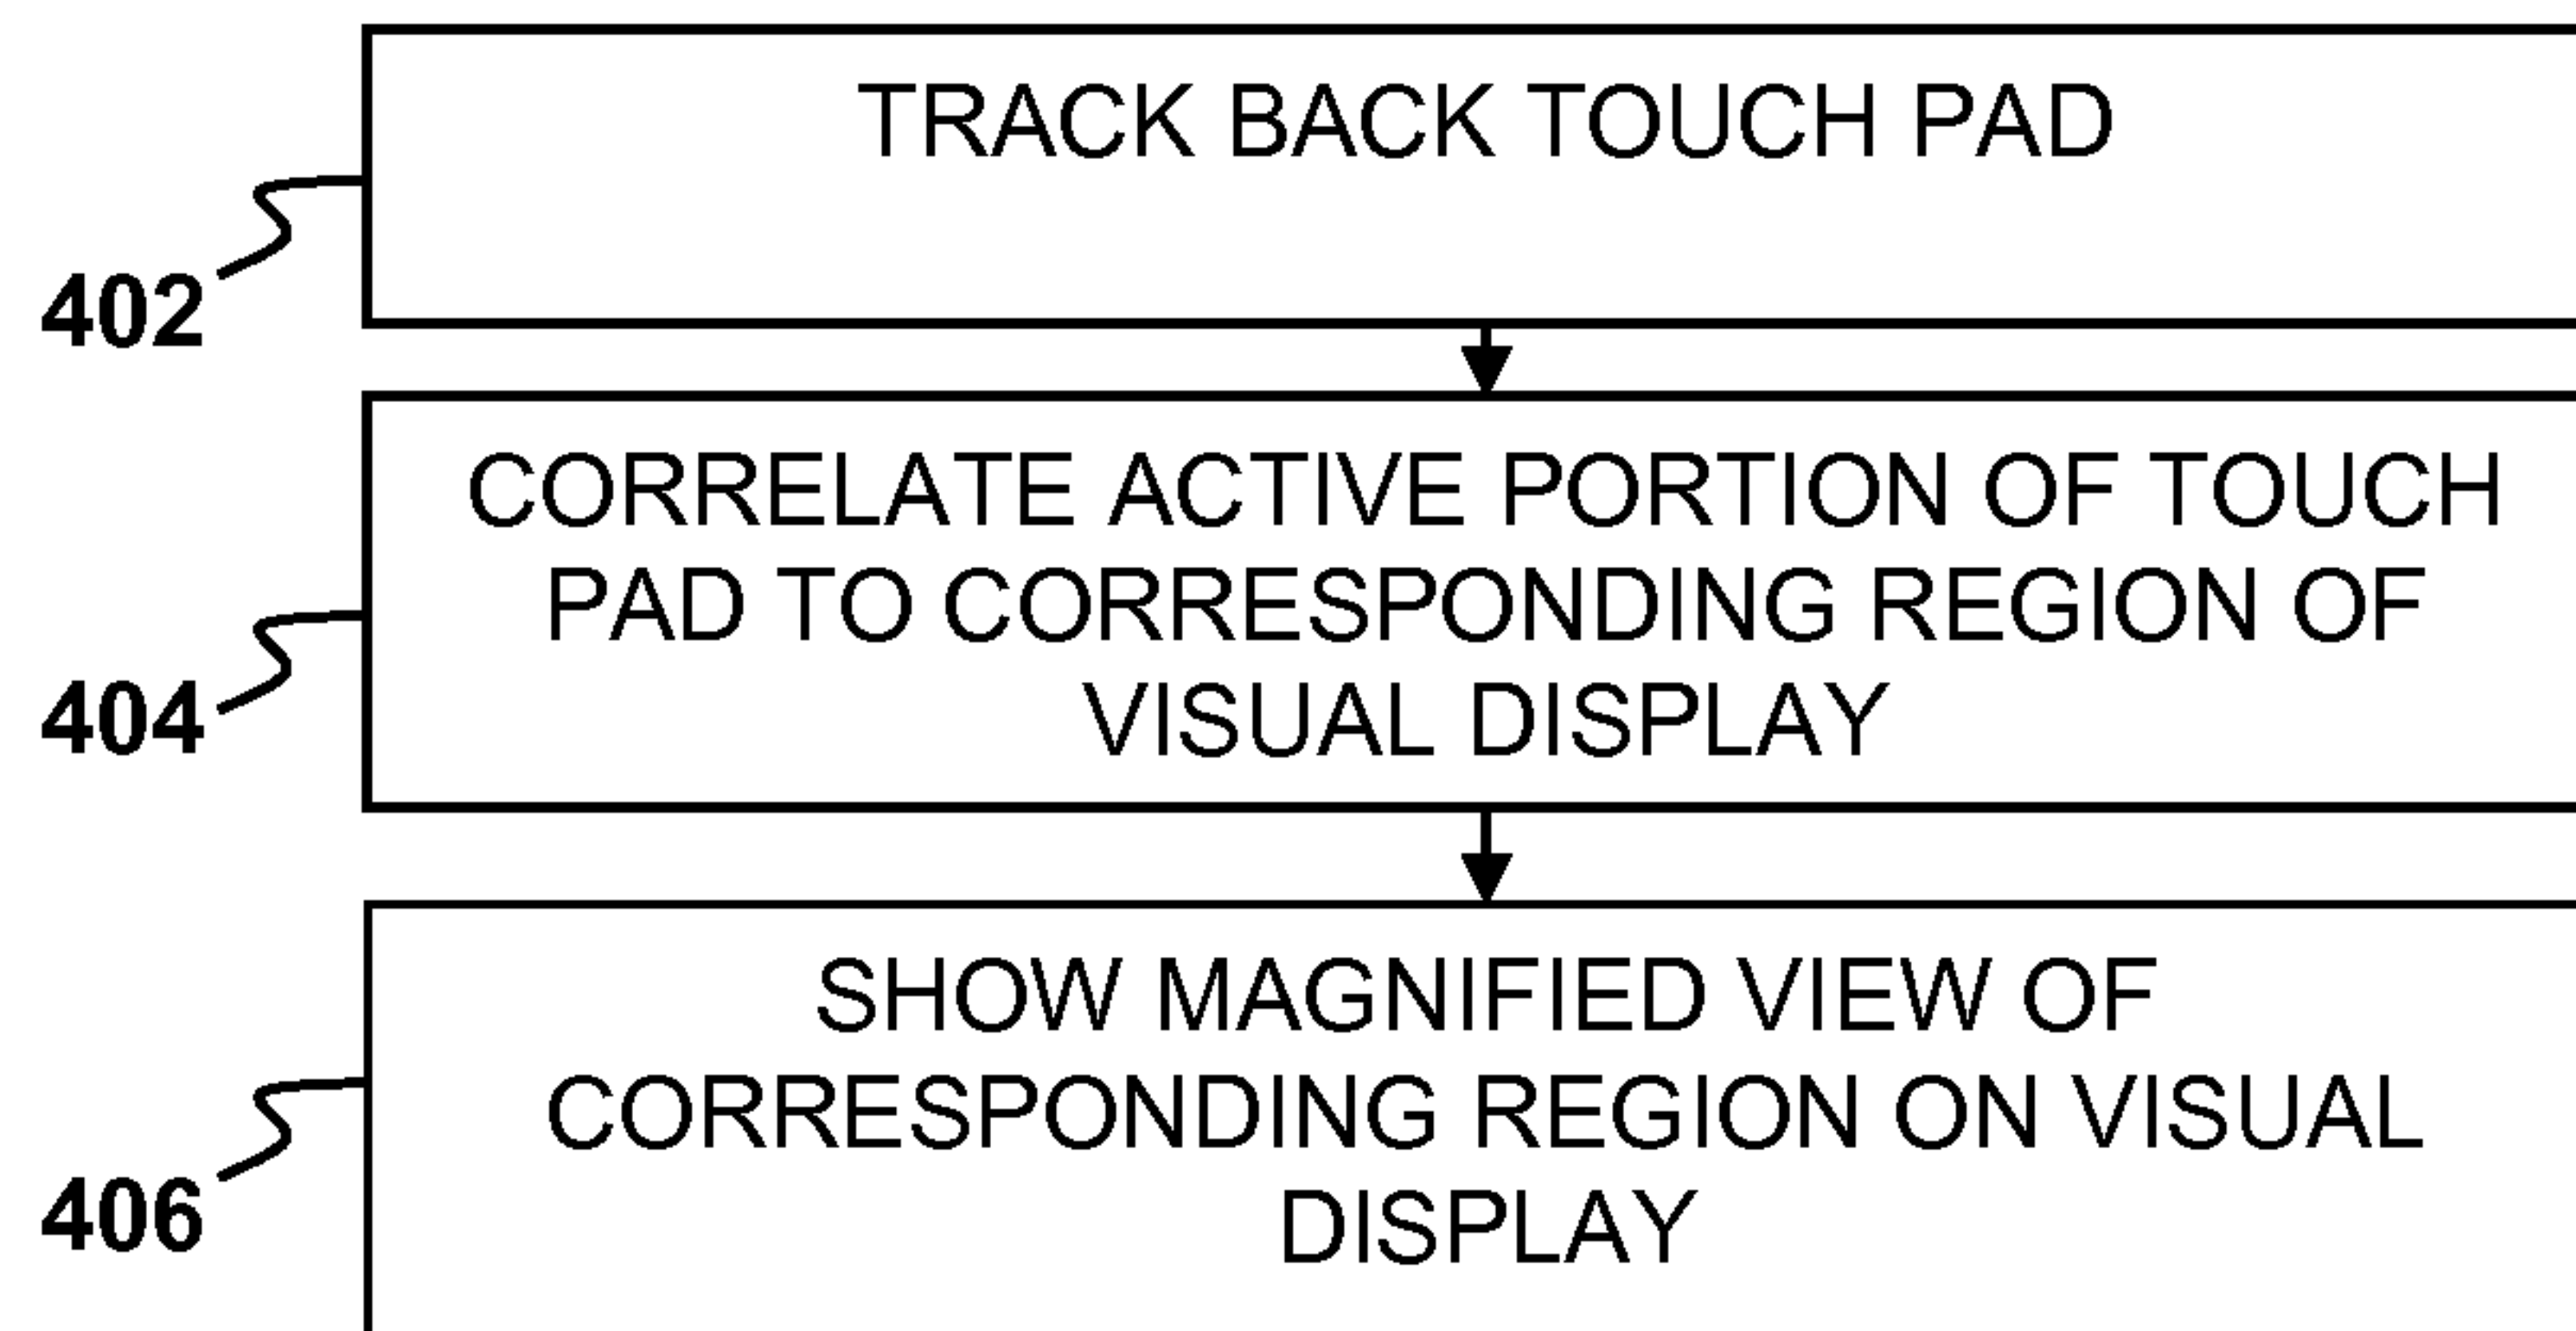 TRACK BACK TOUCH PAD
402
CORRELATE ACTIVE PORTION OF TOUCH
PAD TO CORRESPONDING REGION OF
VISUAL DISPLAY
404
SHOW MAGNIFIED VIEW OF
CORRESPONDING REGION ON VISUAL
DISPLAY
406